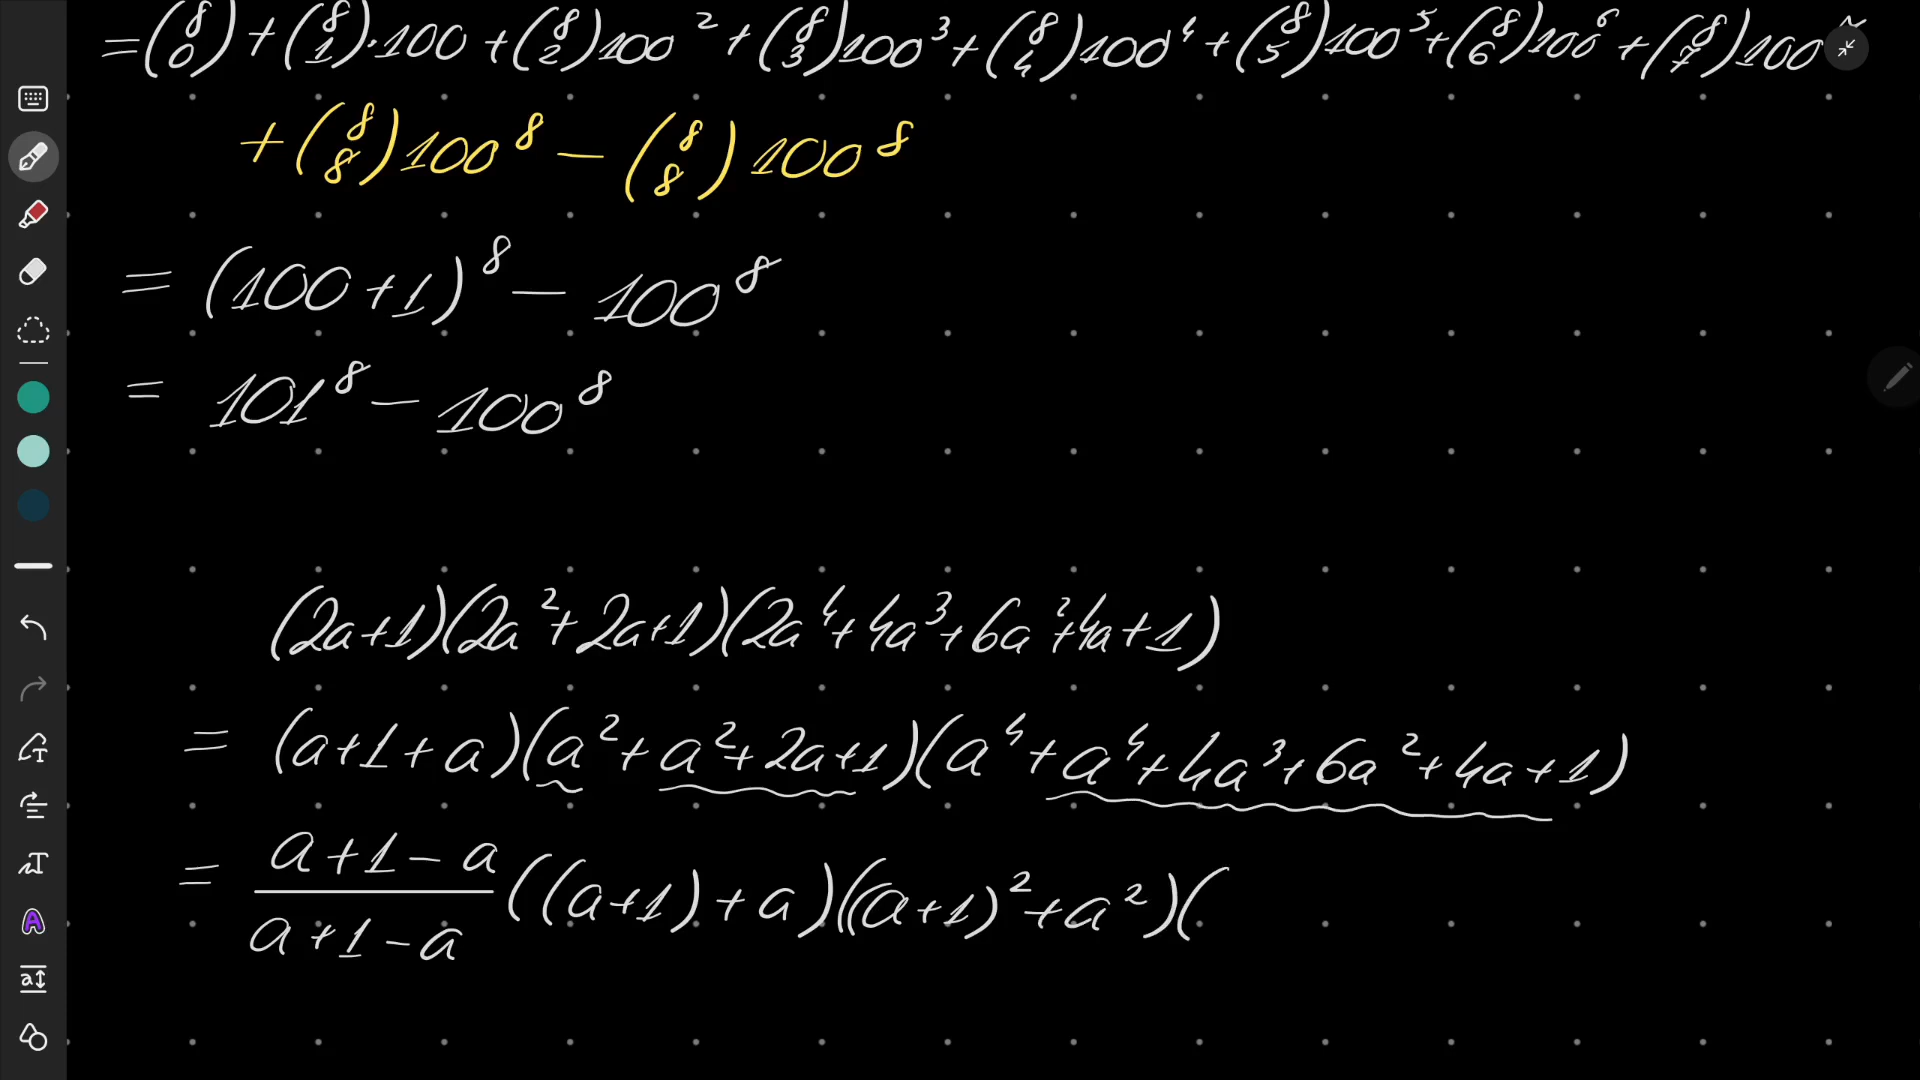 =(8 0)+(8 1)·100+(8 2)100²+(8 3)100³+(8 4)100⁴+(8 5)100⁵+(8 6)100⁶+(8 7)100
+(8 8)100⁸−(8 8)100⁸
=(100+1)⁸−100⁸
=101⁸−100⁸
(2a+1)(2a²+2a+1)(2a⁴+4a³+6a²+4a+1)
=(a+1+a)(a²+a²+2a+1)(a⁴+a⁴+4a³+6a²+4a+1)
=(a+1−a)/(a+1−a)((a+1)+a)((a+1)²+a²)(